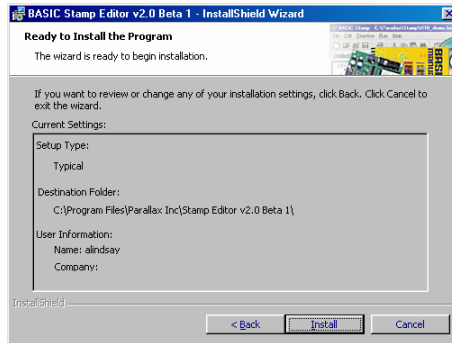 BASIC Stamp Editor v2.0 Beta 1 - InstallShield Wizard
Ready to Install the Program
The wizard is ready to begin installation.
If you want to review or change any of your installation settings, click Back. Click Cancel to
exit the wizard.
Current Settings:
Setup Type:
Typical
Destination Folder:
C:\Program Files\Parallax Inc\Stamp Editor v2.0 Beta 1\
User Information:
Name: alindsay
Company:
InstallShield
< Back
Install
Cancel